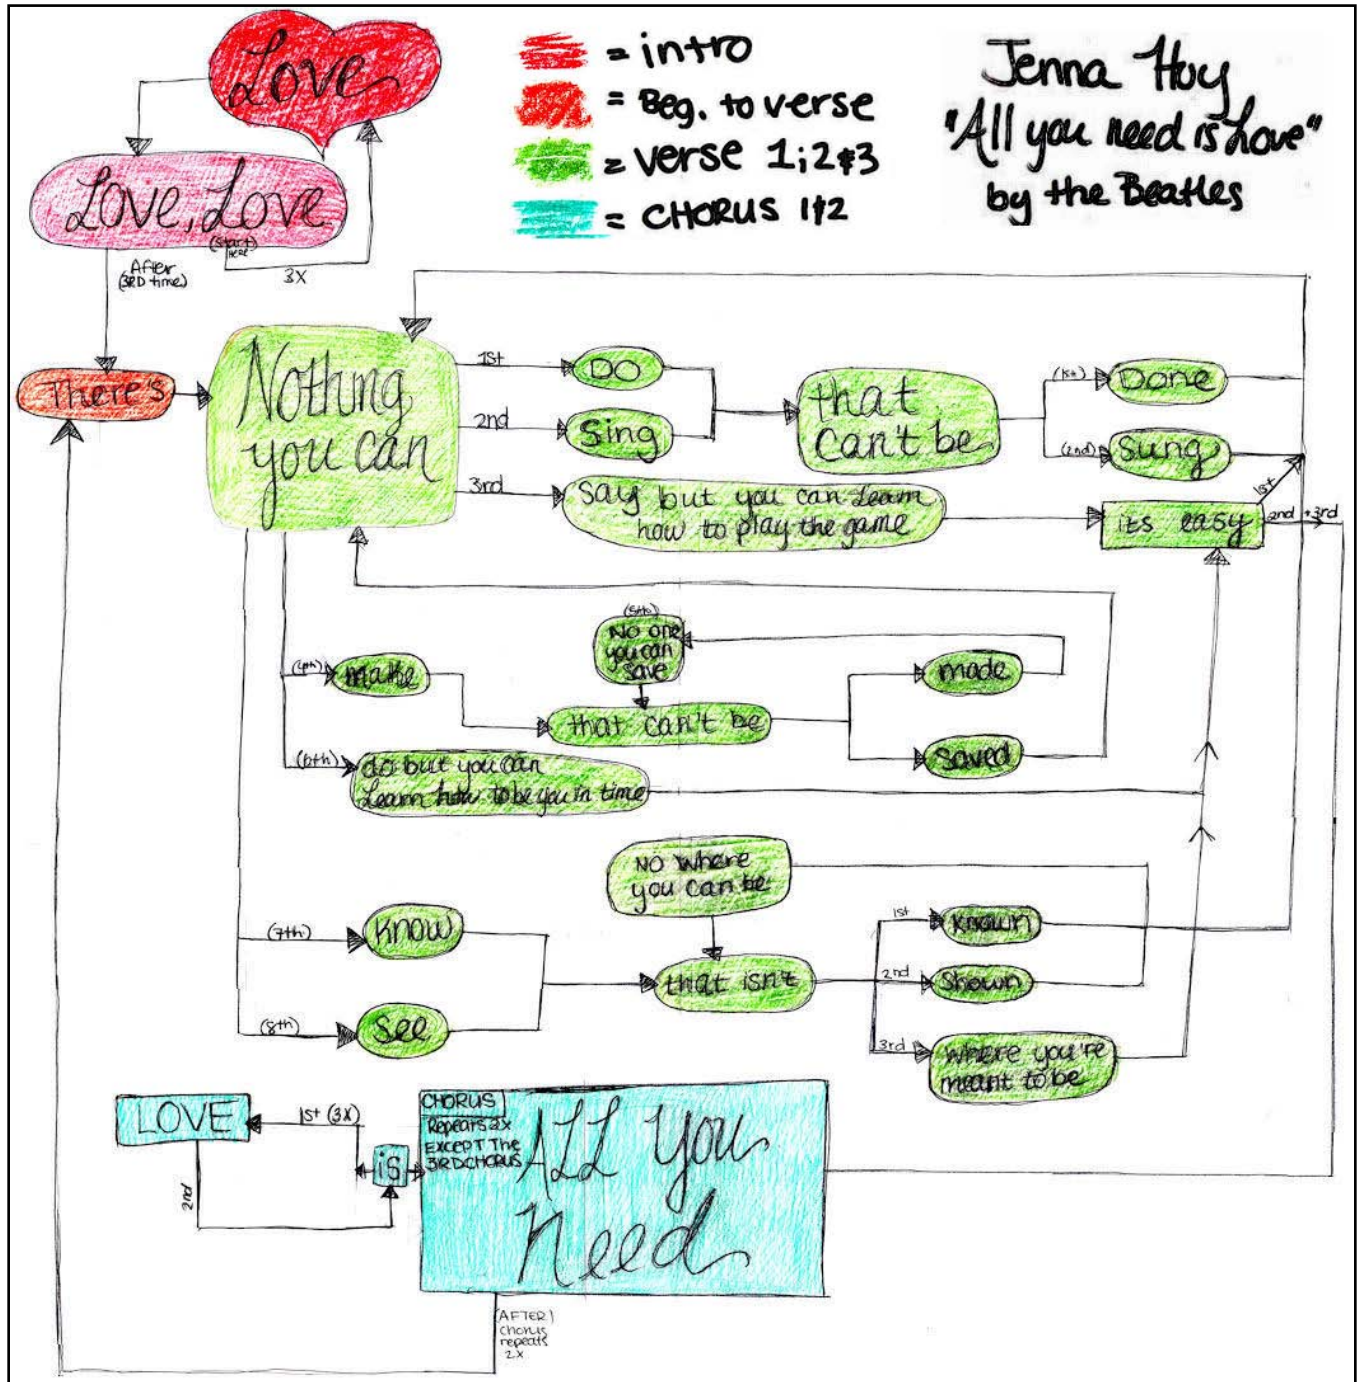 Love
Love, Love
(start
Here)
3X
After
(3RD time)
= intro
= Beg. to verse
= verse 1;2&3
= CHORUS 1&2
Jenna Huy
"All you need is Love"
by the Beatles
There's
Nothing
you can
1st
DO
2nd
Sing
3rd
say but you can Learn
how to play the game
that
can't be
(1st)
Done
(2nd)
Sung
its easy
1st
2nd + 3rd
(4th)
make
(5th)
No one
you can
save
that can't be
made
saved
(6th)
do but you can
Learn how to be you in time
No where
you can be
(7th)
know
(8th)
See
that isn't
1st
known
2nd
Shown
3rd
where you're
meant to be
LOVE
1st (3X)
2nd
is
CHORUS
Repeats 2x
EXCEPT The
3RD CHORUS
ALL You
Need
(AFTER)
chorus
repeats
2X